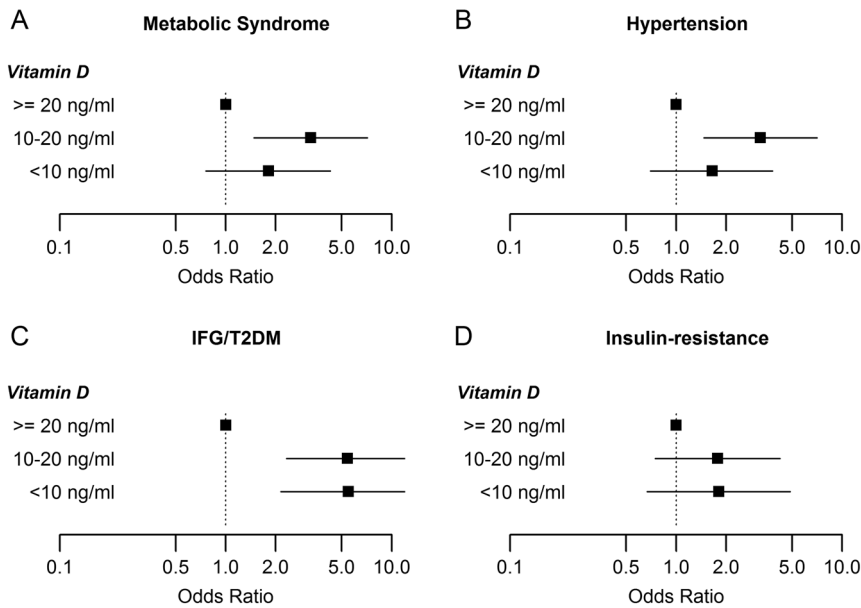 A
Metabolic Syndrome
Vitamin D
>= 20 ng/ml
10-20 ng/ml
<10 ng/ml
0.1 0.5 1.0 2.0 5.0 10.0
Odds Ratio
B
Hypertension
Vitamin D
>= 20 ng/ml
10-20 ng/ml
<10 ng/ml
0.1 0.5 1.0 2.0 5.0 10.0
Odds Ratio
C
IFG/T2DM
Vitamin D
>= 20 ng/ml
10-20 ng/ml
<10 ng/ml
0.1 0.5 1.0 2.0 5.0 10.0
Odds Ratio
D
Insulin-resistance
Vitamin D
>= 20 ng/ml
10-20 ng/ml
<10 ng/ml
0.1 0.5 1.0 2.0 5.0 10.0
Odds Ratio